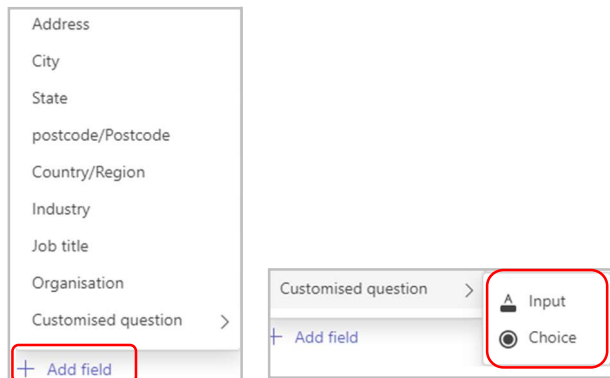 Address
City
State
postcode/Postcode
Country/Region
Industry
Job title
Organisation
Customised question
+ Add field
Customised question
Input
+ Add field
Choice